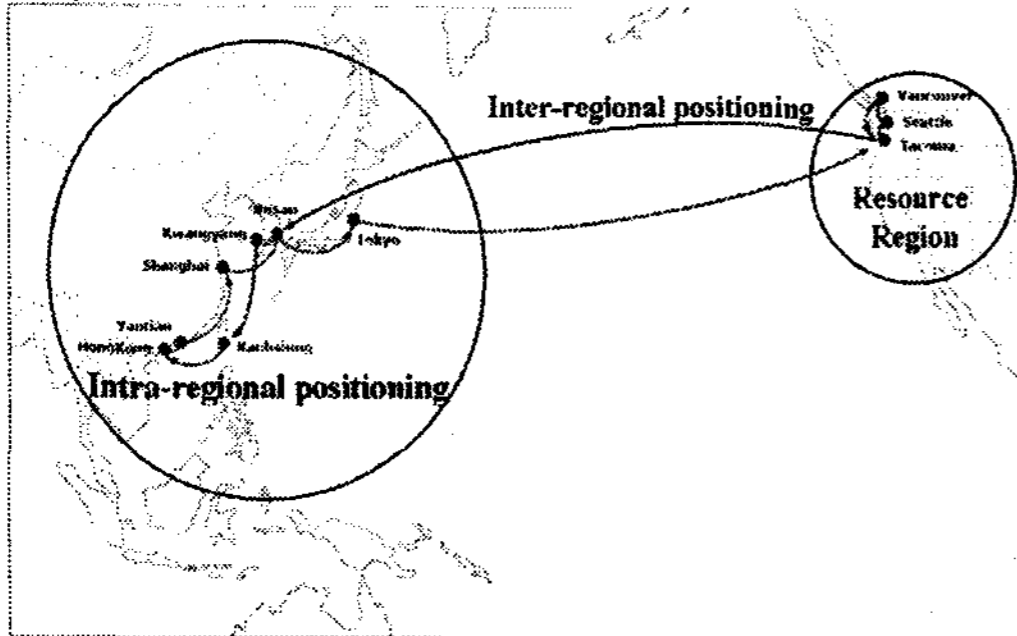 Inter-regional positioning
Vancouver
Seattle
Tacoma
Resource
Region
Busan
Kwangyang
Tokyo
Shanghai
Yantian
HongKong
Kaohsiung
Intra-regional positioning